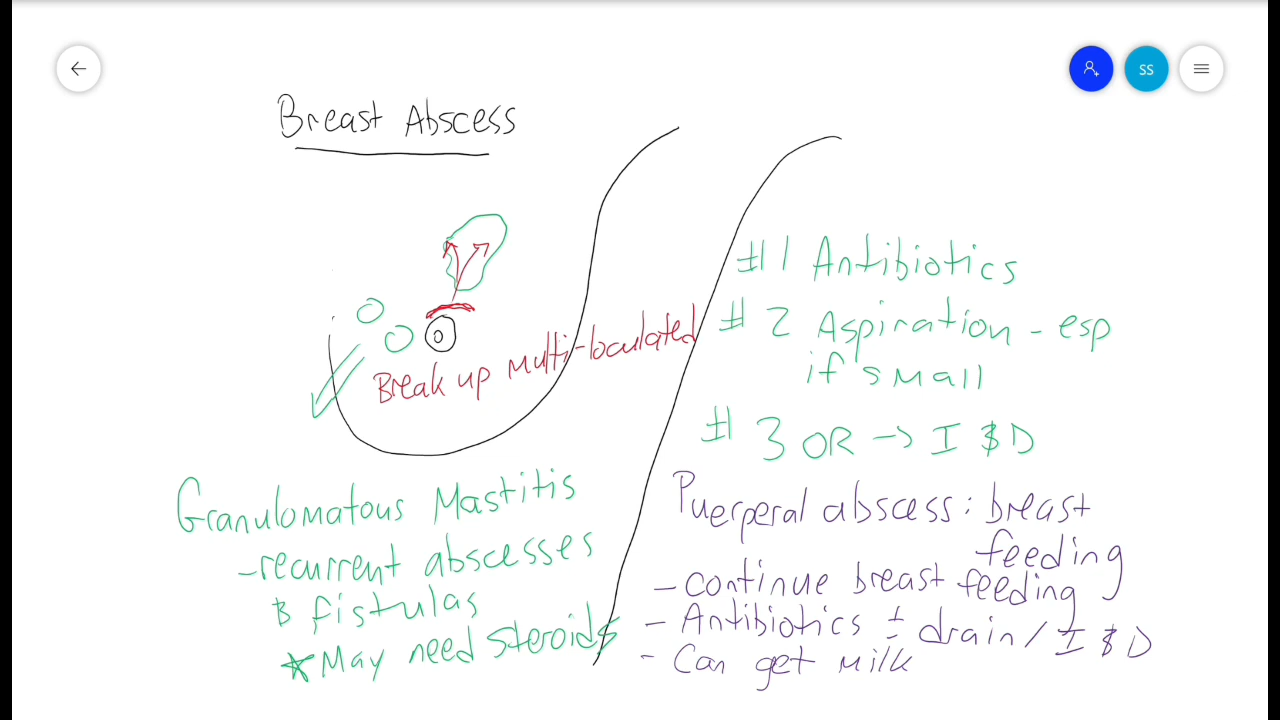 SS
Breast Abscess
Break up multi-loculated
Granulomatous Mastitis
- recurrent abscesses
& fistulas
* May need steroids
#1 Antibiotics
#2 Aspiration - esp
if small
#3 OR → I & D
Puerperal abscess: breast
feeding
- continue breast feeding
- Antibiotics ± drain / I & D
- Can get milk